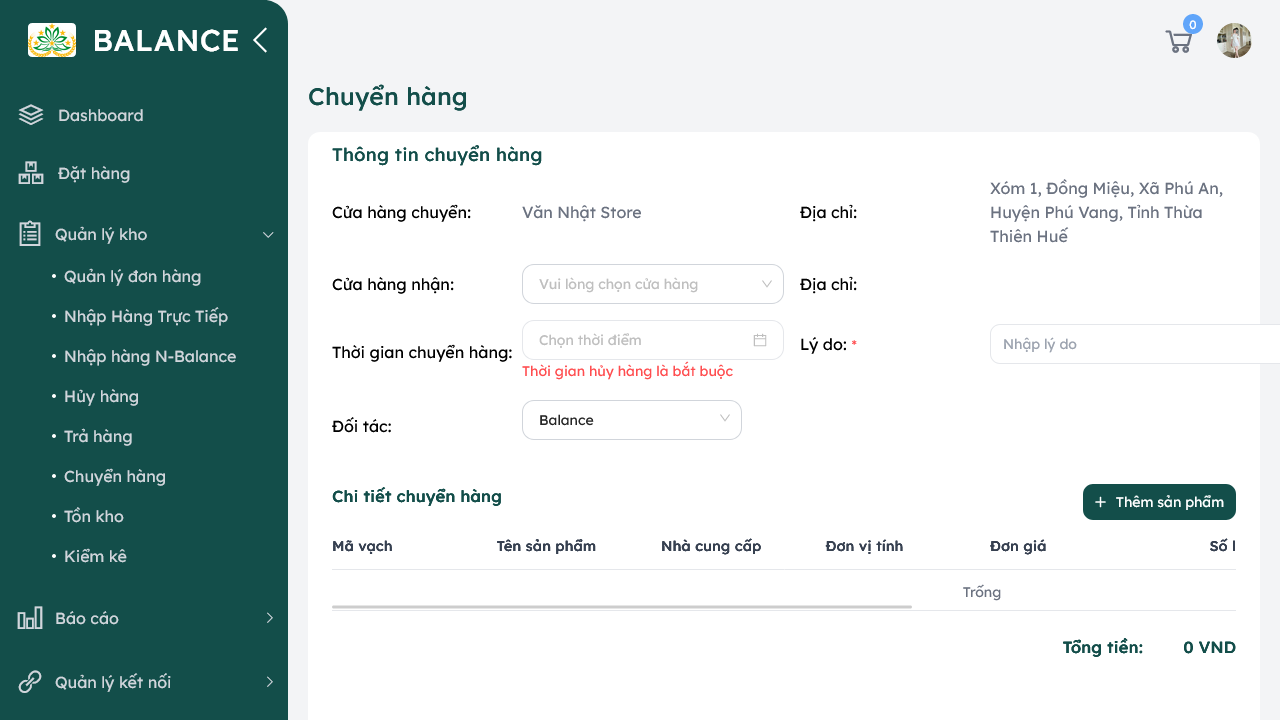 BALANCE
0
Dashboard
Đặt hàng
Quản lý kho
Quản lý đơn hàng
Nhập Hàng Trực Tiếp
Nhập hàng N-Balance
Hủy hàng
Trả hàng
Chuyển hàng
Tồn kho
Kiểm kê
Báo cáo
Quản lý kết nối
Chuyển hàng
Thông tin chuyển hàng
Cửa hàng chuyển: Văn Nhật Store
Địa chỉ: Xóm 1, Đồng Miệu, Xã Phú An,
Huyện Phú Vang, Tỉnh Thừa
Thiên Huế
Cửa hàng nhận: Vui lòng chọn cửa hàng Địa chỉ:
Thời gian chuyển hàng: Chọn thời điểm Lý do: * Nhập lý do
Thời gian hủy hàng là bắt buộc
Đối tác: Balance
Chi tiết chuyển hàng + Thêm sản phẩm
Mã vạch Tên sản phẩm Nhà cung cấp Đơn vị tính Đơn giá Số l
Trống
Tổng tiền: 0 VND